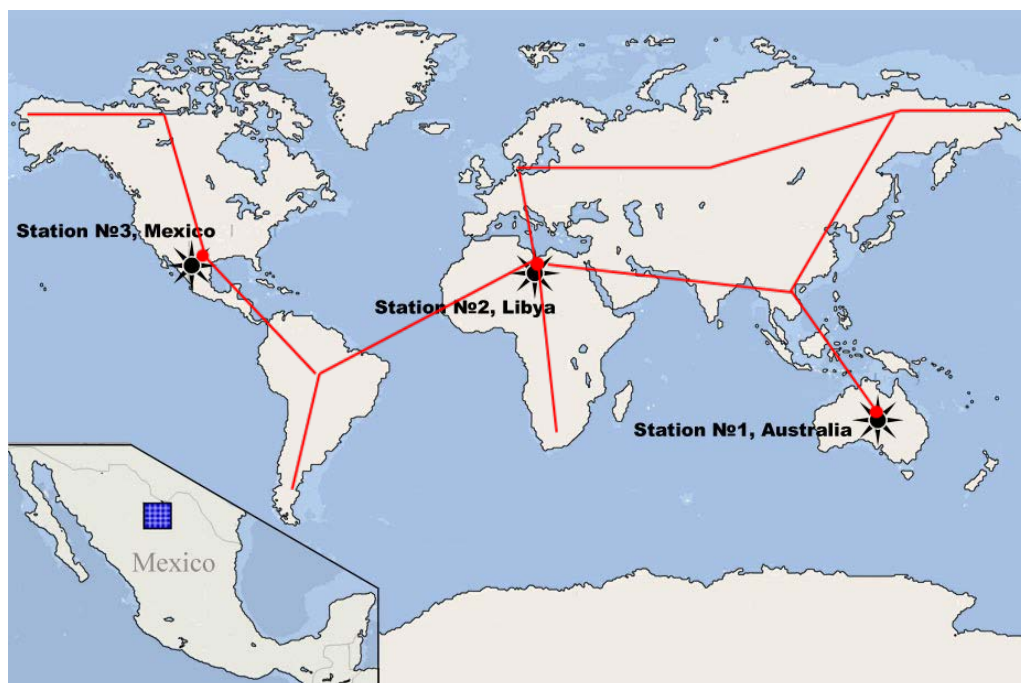 Station №3, Mexico
Station №2, Libya
Station №1, Australia
Mexico